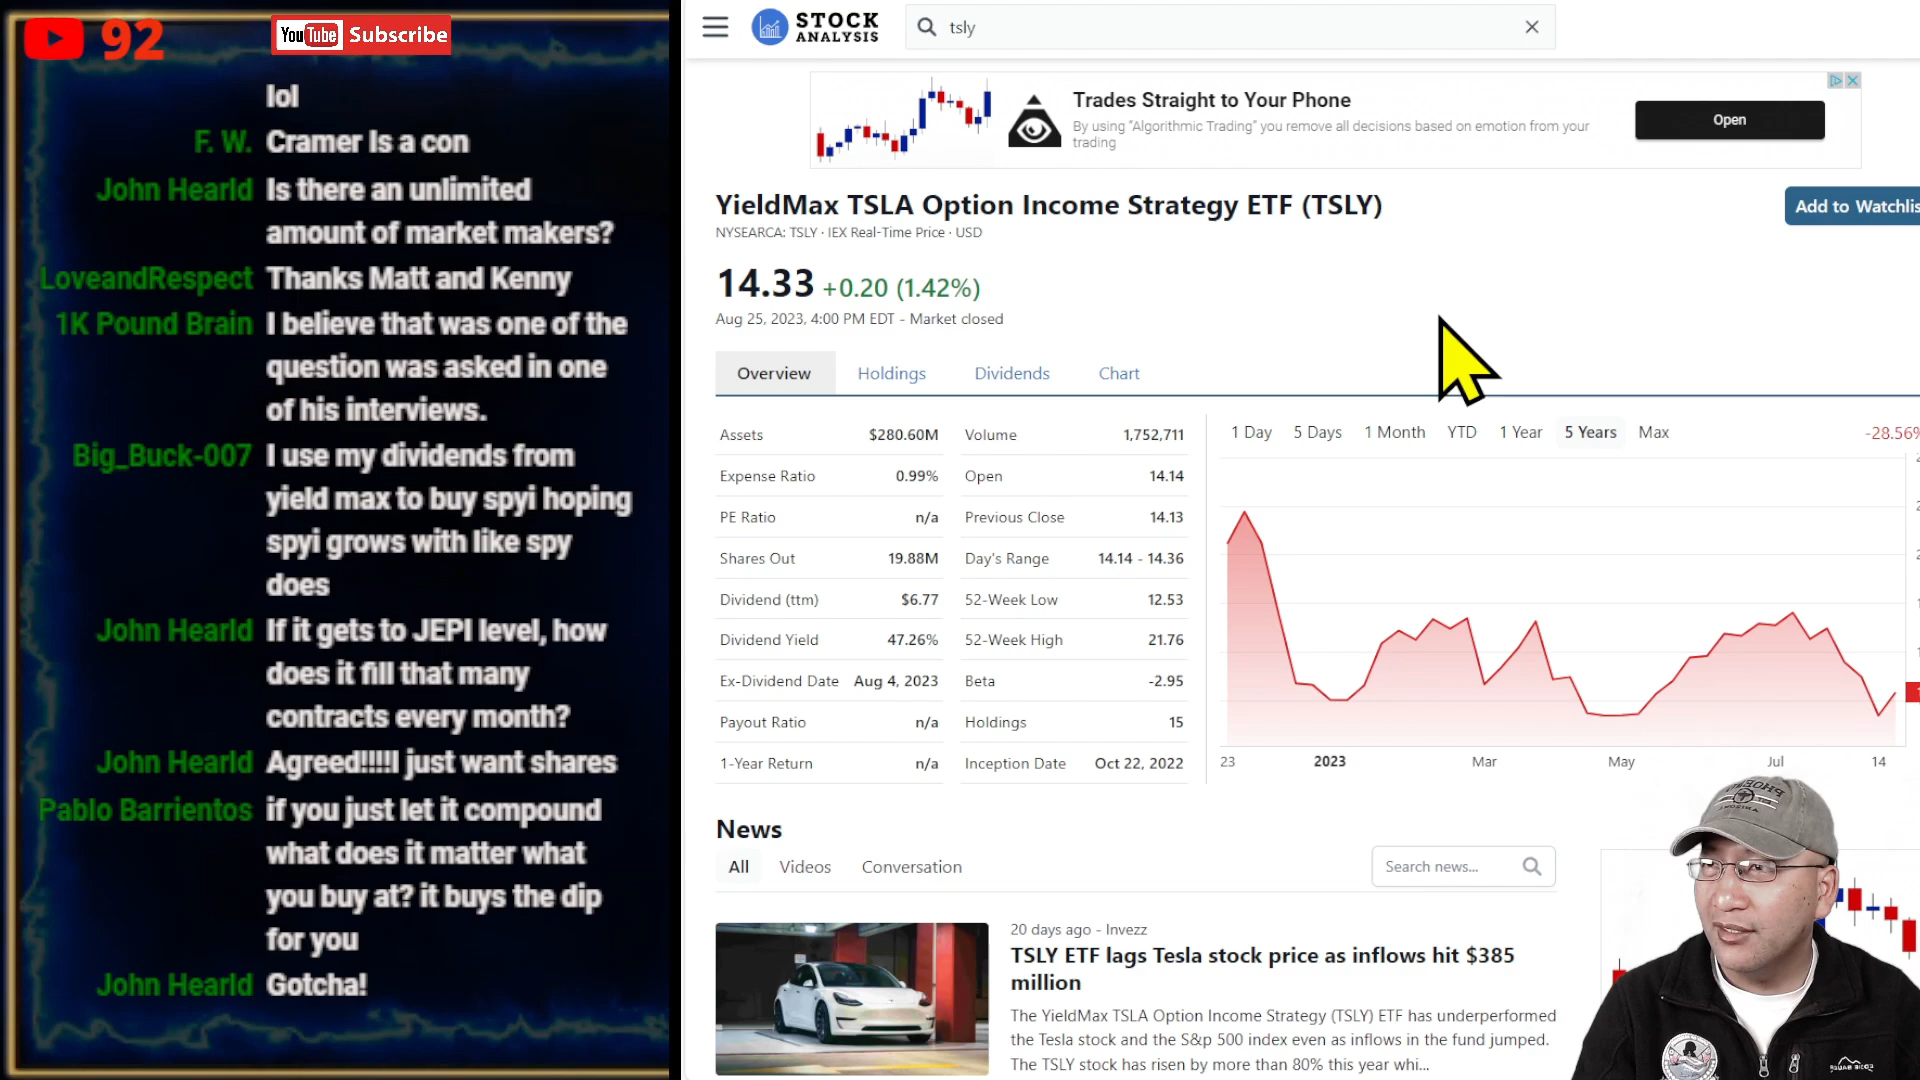 92
YouTube Subscribe
lol
F. W. Cramer Is a con
John Hearld Is there an unlimited
amount of market makers?
LoveandRespect Thanks Matt and Kenny
1K Pound Brain I believe that was one of the
question was asked in one
of his interviews.
Big_Buck-007 I use my dividends from
yield max to buy spyi hoping
spyi grows with like spy
does
John Hearld If it gets to JEPI level, how
does it fill that many
contracts every month?
John Hearld Agreed!!!!!I just want shares
Pablo Barrientos if you just let it compound
what does it matter what
you buy at? it buys the dip
for you
John Hearld Gotcha!
STOCK
ANALYSIS
tsly
Trades Straight to Your Phone
By using "Algorithmic Trading" you remove all decisions based on emotion from your
trading
Open
YieldMax TSLA Option Income Strategy ETF (TSLY)
Add to Watchlis
NYSEARCA: TSLY · IEX Real-Time Price · USD
14.33 +0.20 (1.42%)
Aug 25, 2023, 4:00 PM EDT - Market closed
Overview Holdings Dividends Chart
Assets $280.60M Volume 1,752,711
Expense Ratio 0.99% Open 14.14
PE Ratio n/a Previous Close 14.13
Shares Out 19.88M Day's Range 14.14 - 14.36
Dividend (ttm) $6.77 52-Week Low 12.53
Dividend Yield 47.26% 52-Week High 21.76
Ex-Dividend Date Aug 4, 2023 Beta -2.95
Payout Ratio n/a Holdings 15
1-Year Return n/a Inception Date Oct 22, 2022
1 Day 5 Days 1 Month YTD 1 Year 5 Years Max -28.56%
23 2023 Mar May Jul 14
News
All Videos Conversation
Search news...
20 days ago - Invezz
TSLY ETF lags Tesla stock price as inflows hit $385
million
The YieldMax TSLA Option Income Strategy (TSLY) ETF has underperformed
the Tesla stock and the S&p 500 index even as inflows in the fund jumped.
The TSLY stock has risen by more than 80% this year whi...